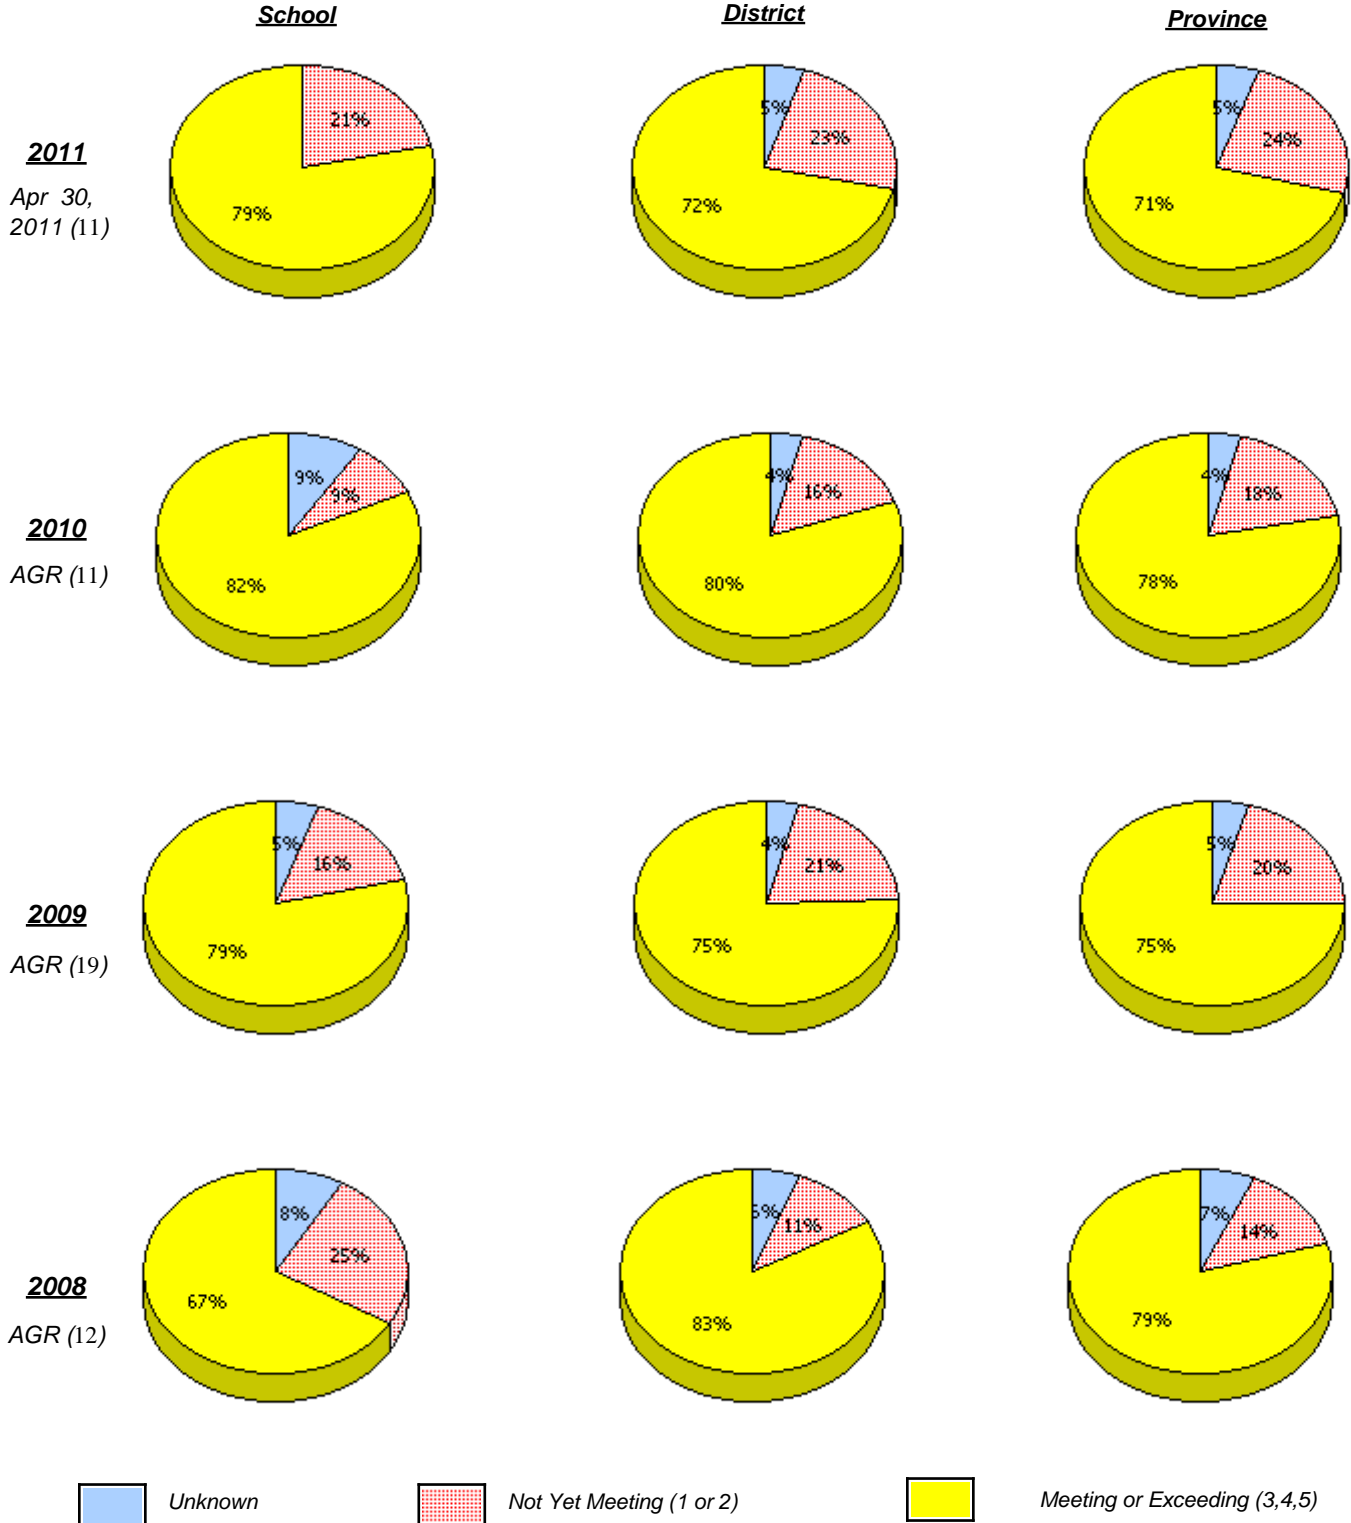 School District Province
21% 5% 23% 5% 24%
2011
Apr 30,
2011 (11)
79% 72% 71%
9% 9% 4% 16% 4% 18%
2010
AGR (11)
82% 80% 78%
5% 16% 4% 21% 5% 20%
2009
AGR (19)
79% 75% 75%
8% 25% 11% 7% 14%
2008
AGR (12)
67% 83% 79%
Unknown Not Yet Meeting (1 or 2) Meeting or Exceeding (3,4,5)